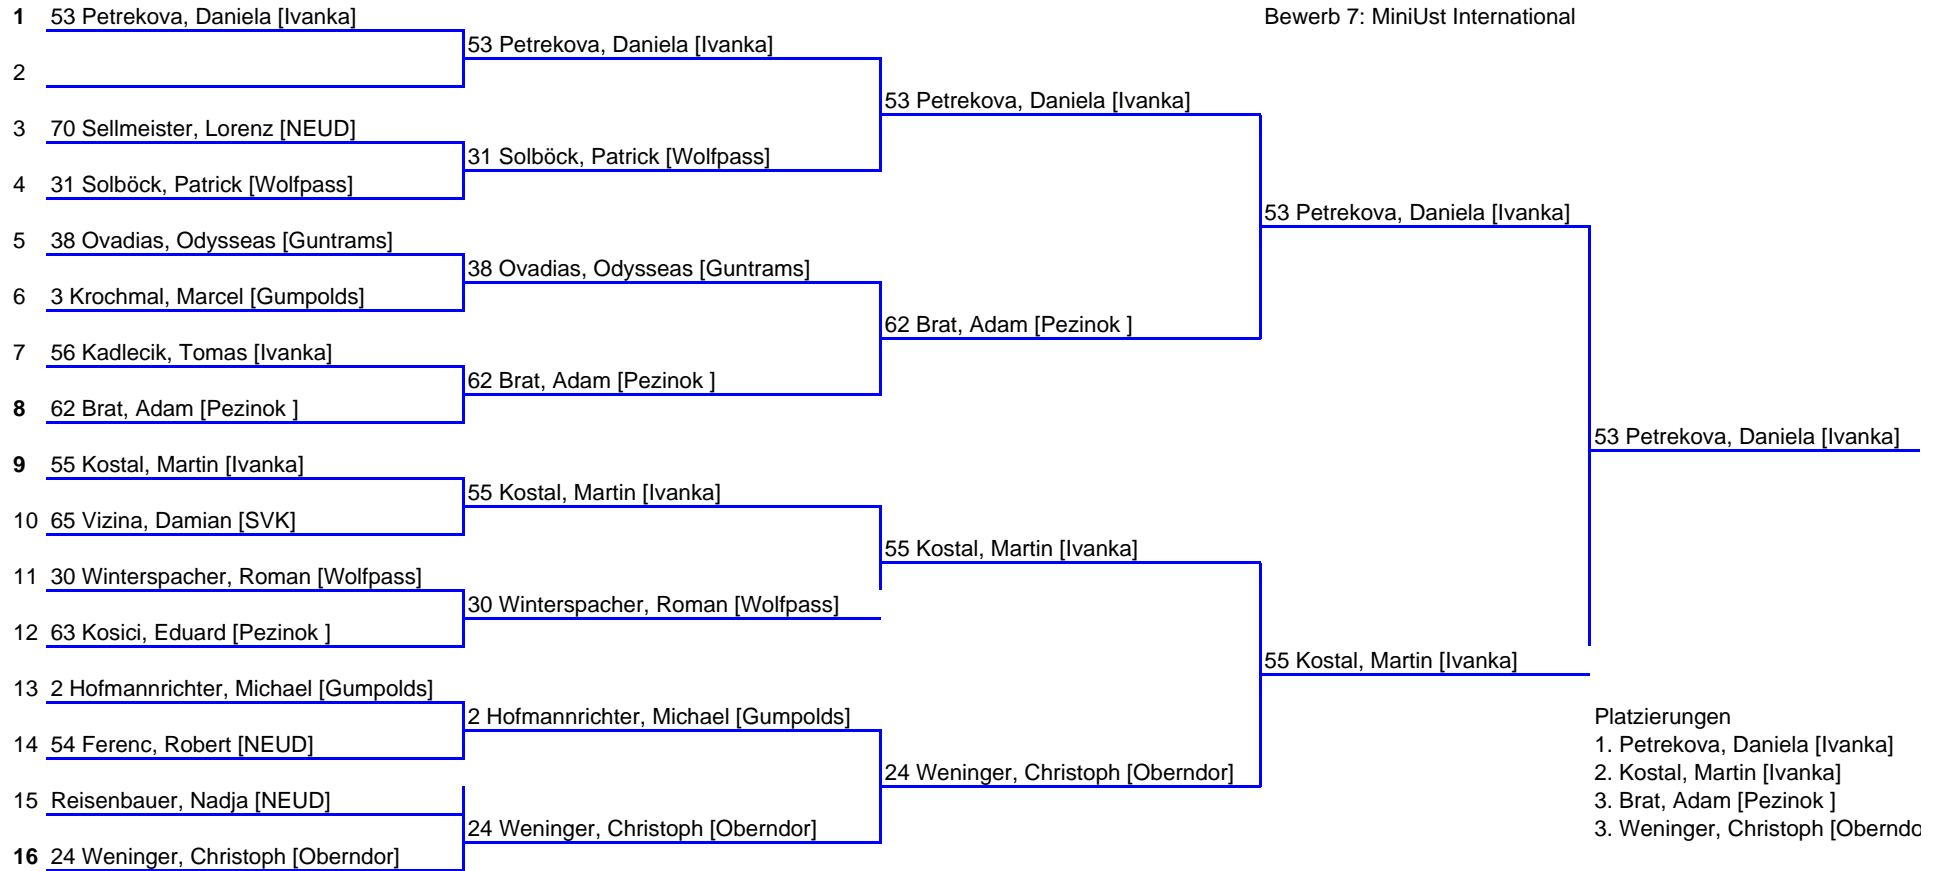 1 53 Petrekova, Daniela [Ivanka]
Bewerb 7: MiniUst International
53 Petrekova, Daniela [Ivanka]
2
53 Petrekova, Daniela [Ivanka]
3 70 Sellmeister, Lorenz [NEUD]
31 Solböck, Patrick [Wolfpass]
4 31 Solböck, Patrick [Wolfpass]
53 Petrekova, Daniela [Ivanka]
5 38 Ovadias, Odysseas [Guntrams]
38 Ovadias, Odysseas [Guntrams]
6 3 Krochmal, Marcel [Gumpolds]
62 Brat, Adam [Pezinok ]
7 56 Kadlecik, Tomas [Ivanka]
62 Brat, Adam [Pezinok ]
8 62 Brat, Adam [Pezinok ]
53 Petrekova, Daniela [Ivanka]
9 55 Kostal, Martin [Ivanka]
55 Kostal, Martin [Ivanka]
10 65 Vizina, Damian [SVK]
55 Kostal, Martin [Ivanka]
11 30 Winterspacher, Roman [Wolfpass]
30 Winterspacher, Roman [Wolfpass]
12 63 Kosici, Eduard [Pezinok ]
55 Kostal, Martin [Ivanka]
13 2 Hofmannrichter, Michael [Gumpolds]
2 Hofmannrichter, Michael [Gumpolds]
Platzierungen
14 54 Ferenc, Robert [NEUD]
1. Petrekova, Daniela [Ivanka]
24 Weninger, Christoph [Oberndor]
2. Kostal, Martin [Ivanka]
15 Reisenbauer, Nadja [NEUD]
3. Brat, Adam [Pezinok ]
24 Weninger, Christoph [Oberndor]
3. Weninger, Christoph [Oberndo
16 24 Weninger, Christoph [Oberndor]